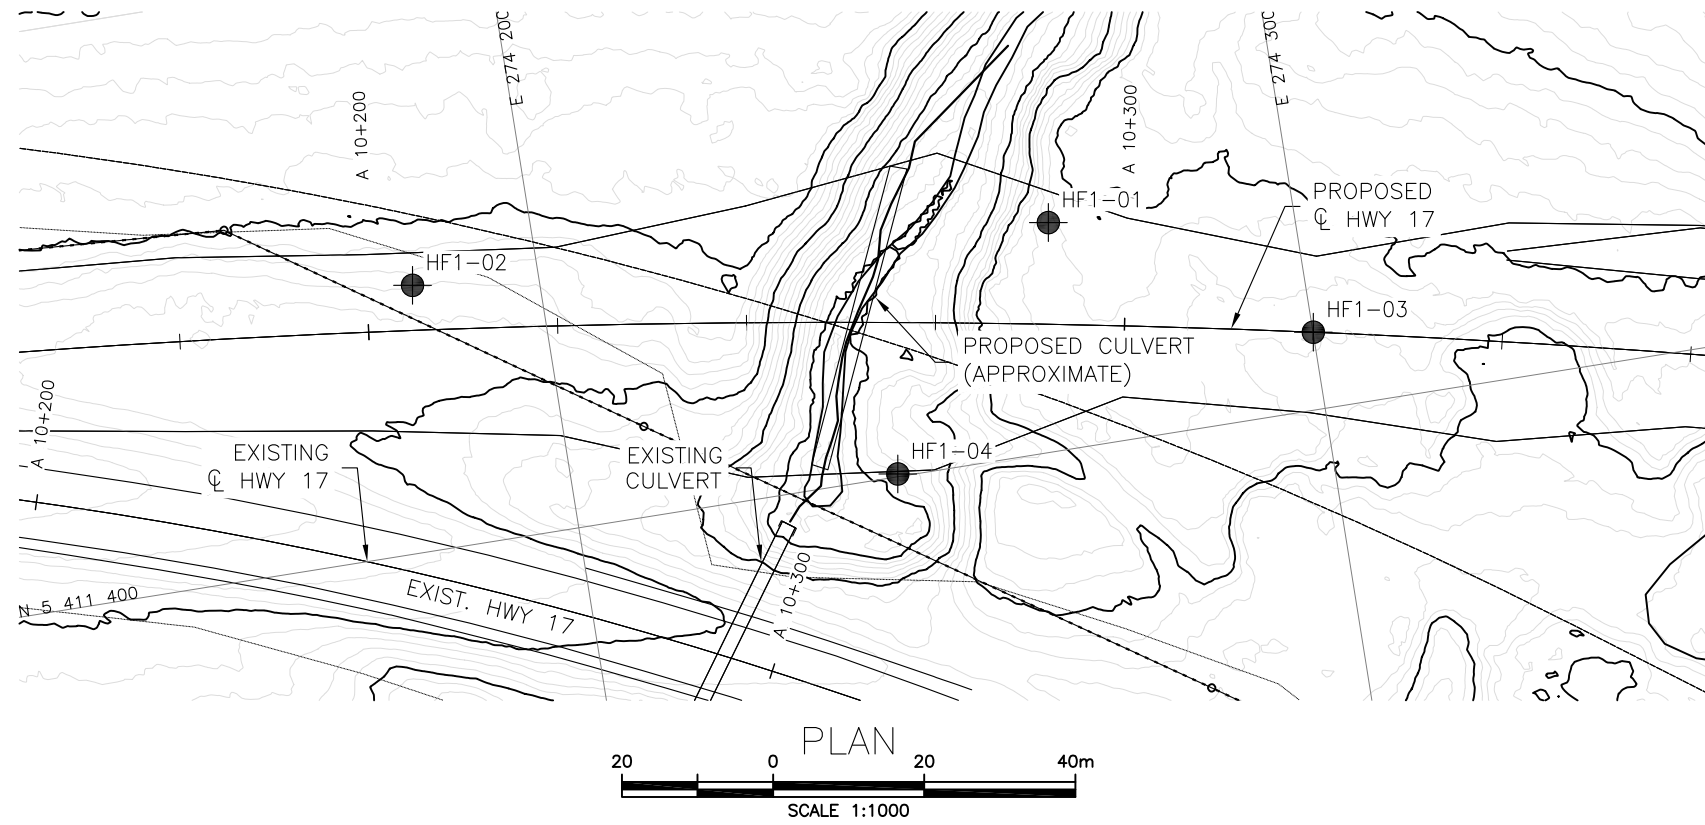 E 274 200
E 274 300
A 10+200
A 10+300
HF1-01
PROPOSED
℄ HWY 17
HF1-02
HF1-03
PROPOSED CULVERT
(APPROXIMATE)
A 10+200
EXISTING
℄ HWY 17
EXISTING
CULVERT
HF1-04
N 5 411 400
EXIST. HWY 17
A 10+300
PLAN
20 0 20 40m
SCALE 1:1000